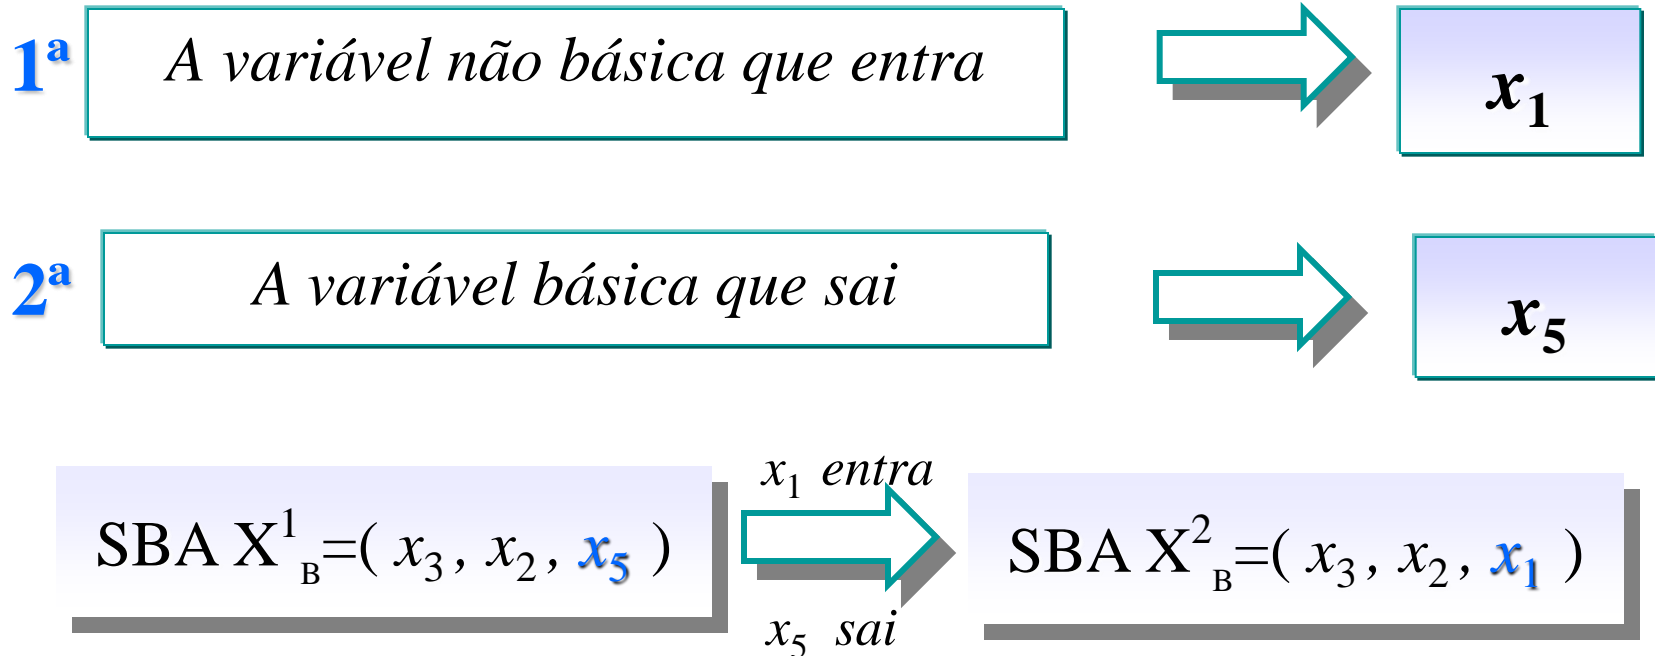 1ª A variável não básica que entra x₁
2ª A variável básica que sai x₅
x₁ entra
SBA X¹ᴮ=( x₃ , x₂ , x₅ ) SBA X²ᴮ=( x₃ , x₂ , x₁ )
x₅ sai